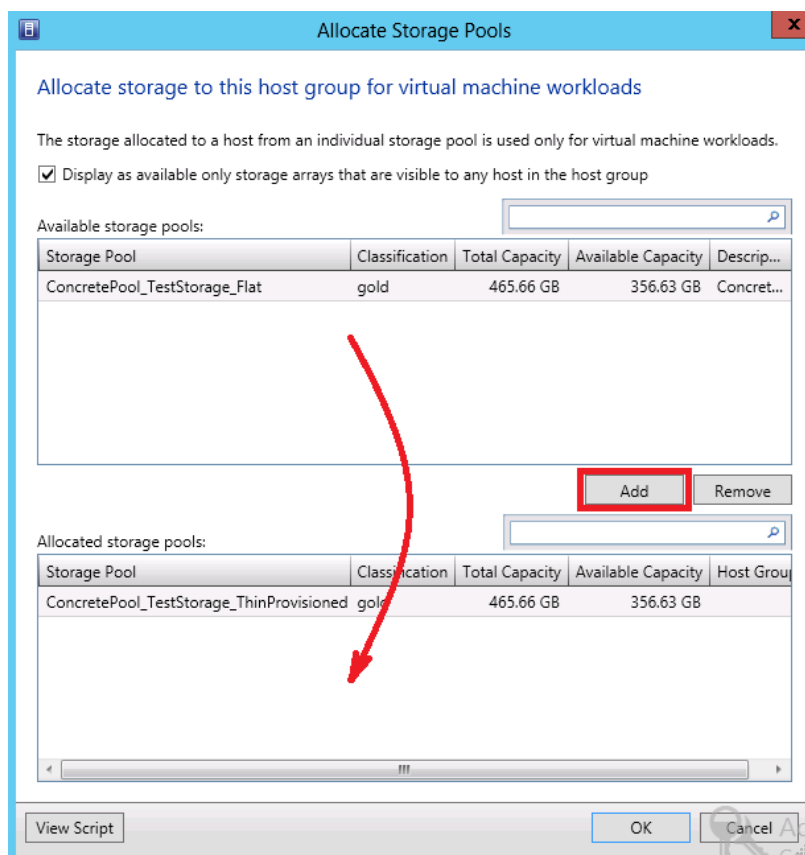 Allocate Storage Pools
x
Allocate storage to this host group for virtual machine workloads
The storage allocated to a host from an individual storage pool is used only for virtual machine workloads.
Display as available only storage arrays that are visible to any host in the host group
Available storage pools:
Storage Pool Classification Total Capacity Available Capacity Descrip...
ConcretePool_TestStorage_Flat gold 465.66 GB 356.63 GB Concret...
Add Remove
Allocated storage pools:
Storage Pool Classification Total Capacity Available Capacity Host Group
ConcretePool_TestStorage_ThinProvisioned gold 465.66 GB 356.63 GB
View Script OK Cancel